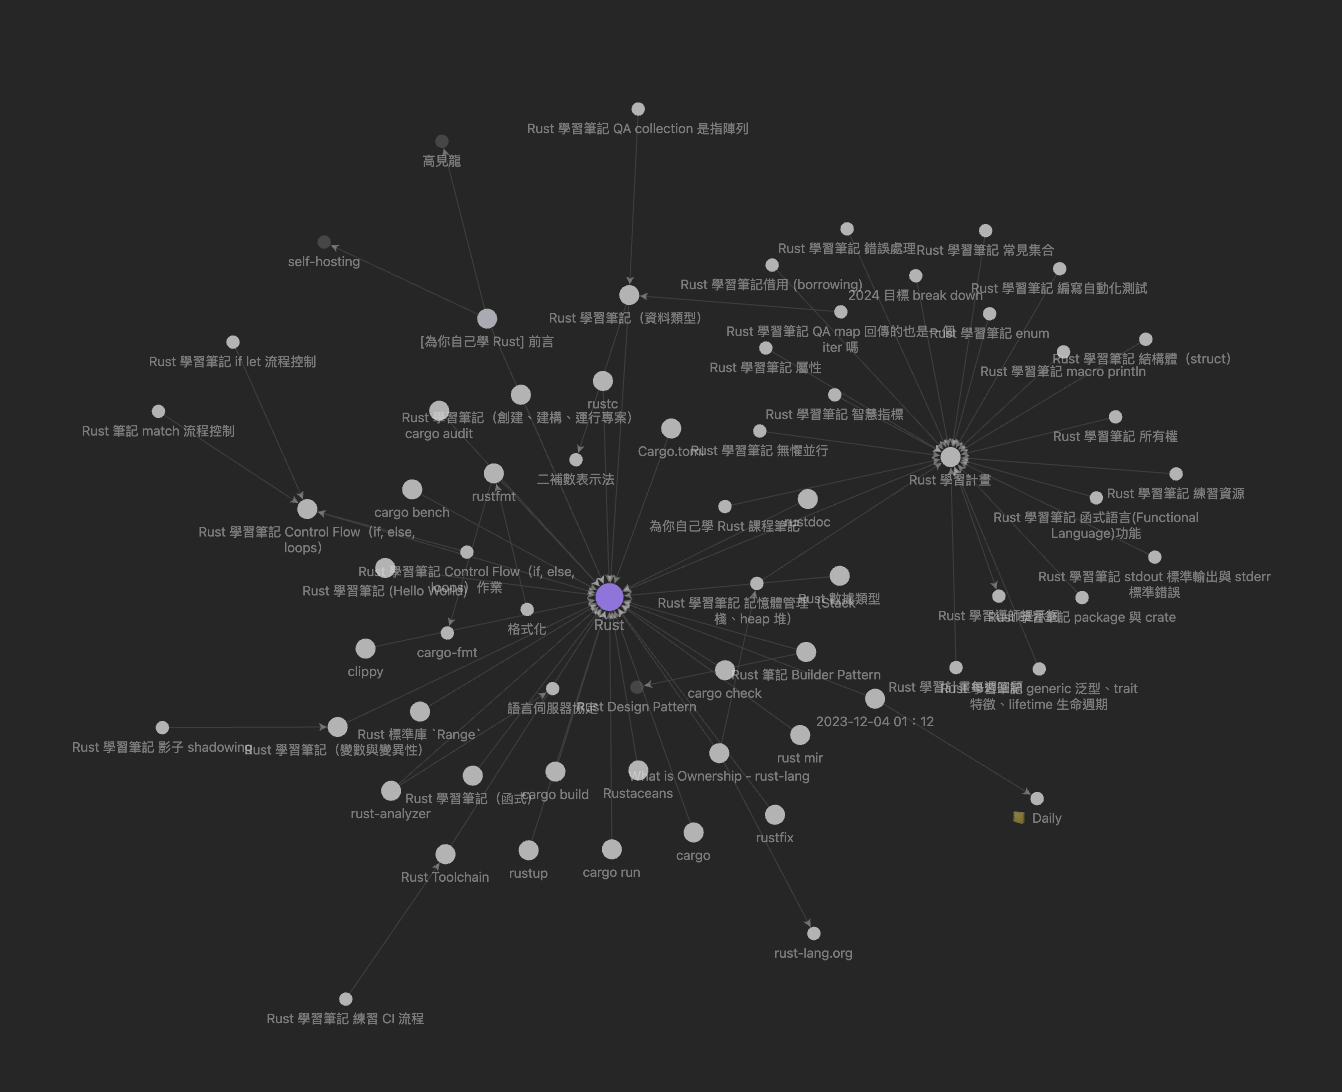 Rust 學習筆記 QA collection 是指陣列
高見龍
Rust 學習筆記 錯誤處理
Rust 學習筆記 常見集合
self-hosting
Rust 學習筆記借用 (borrowing)
2024 目標 break down
Rust 學習筆記 編寫自動化測試
Rust 學習筆記（資料類型）
Rust 學習筆記 QA map 回傳的也是一個
iter 嗎
Rust 學習筆記 enum
[為你自己學 Rust] 前言
Rust 學習筆記 if let 流程控制
Rust 學習筆記 屬性
Rust 學習筆記 macro println
Rust 學習筆記 結構體（struct）
rustc
Rust 學習筆記（創建、建構、運行專案）
Rust 學習筆記 智慧指標
Rust 筆記 match 流程控制
cargo audit
Rust 學習筆記 所有權
Cargo.toml
Rust 學習筆記 無懼並行
二補數表示法
Rust 學習計畫
rustfmt
Rust 學習筆記 練習資源
cargo bench
Rust 學習筆記 函式語言(Functional
Language)功能
為你自己學 Rust 課程筆記
rustdoc
Rust 學習筆記 Control Flow（if, else,
loops）
Rust 學習筆記 Control Flow（if, else,
loops）作業
Rust 學習筆記 stdout 標準輸出與 stderr
標準錯誤
Rust 學習筆記 (Hello World)
Rust 學習筆記 記憶體管理（Stack
棧、heap 堆）
Rust 數據類型
Rust 學習筆記 package 與 crate
Rust
格式化
cargo-fmt
clippy
Rust 筆記 Builder Pattern
cargo check
Rust 學習筆記 generic 泛型、trait
特徵、lifetime 生命週期
語言伺服器協定
Rust Design Pattern
2023-12-04 01：12
Rust 標準庫 `Range`
Rust 學習筆記 影子 shadowing
Rust 學習筆記（變數與變異性）
rust mir
What is Ownership - rust-lang
Rust 學習筆記（函式）
cargo build
Rustaceans
rust-analyzer
Daily
rustfix
cargo
Rust Toolchain
rustup
cargo run
rust-lang.org
Rust 學習筆記 練習 CI 流程